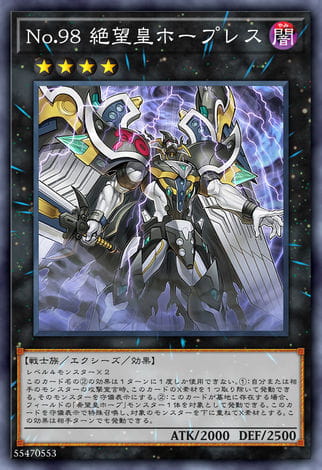 No.98 絶望皇ホープレス
闇
やみ
【戦士族／エクシーズ／効果】
レベル４モンスター×２
このカード名の②の効果は１ターンに１度しか使用できない。①：自分または相
手のモンスターの攻撃宣言時、このカードのX素材を１つ取り除いて発動でき
る。そのモンスターを守備表示にする。②：このカードが墓地に存在する場合、
フィールドの「希望皇ホープ」モンスター１体を対象として発動できる。このカー
ドを守備表示で特殊召喚し、対象のモンスターを下に重ねてX素材とする。こ
の効果は相手ターンでも発動できる。
ATK/2000 DEF/2500
55470553